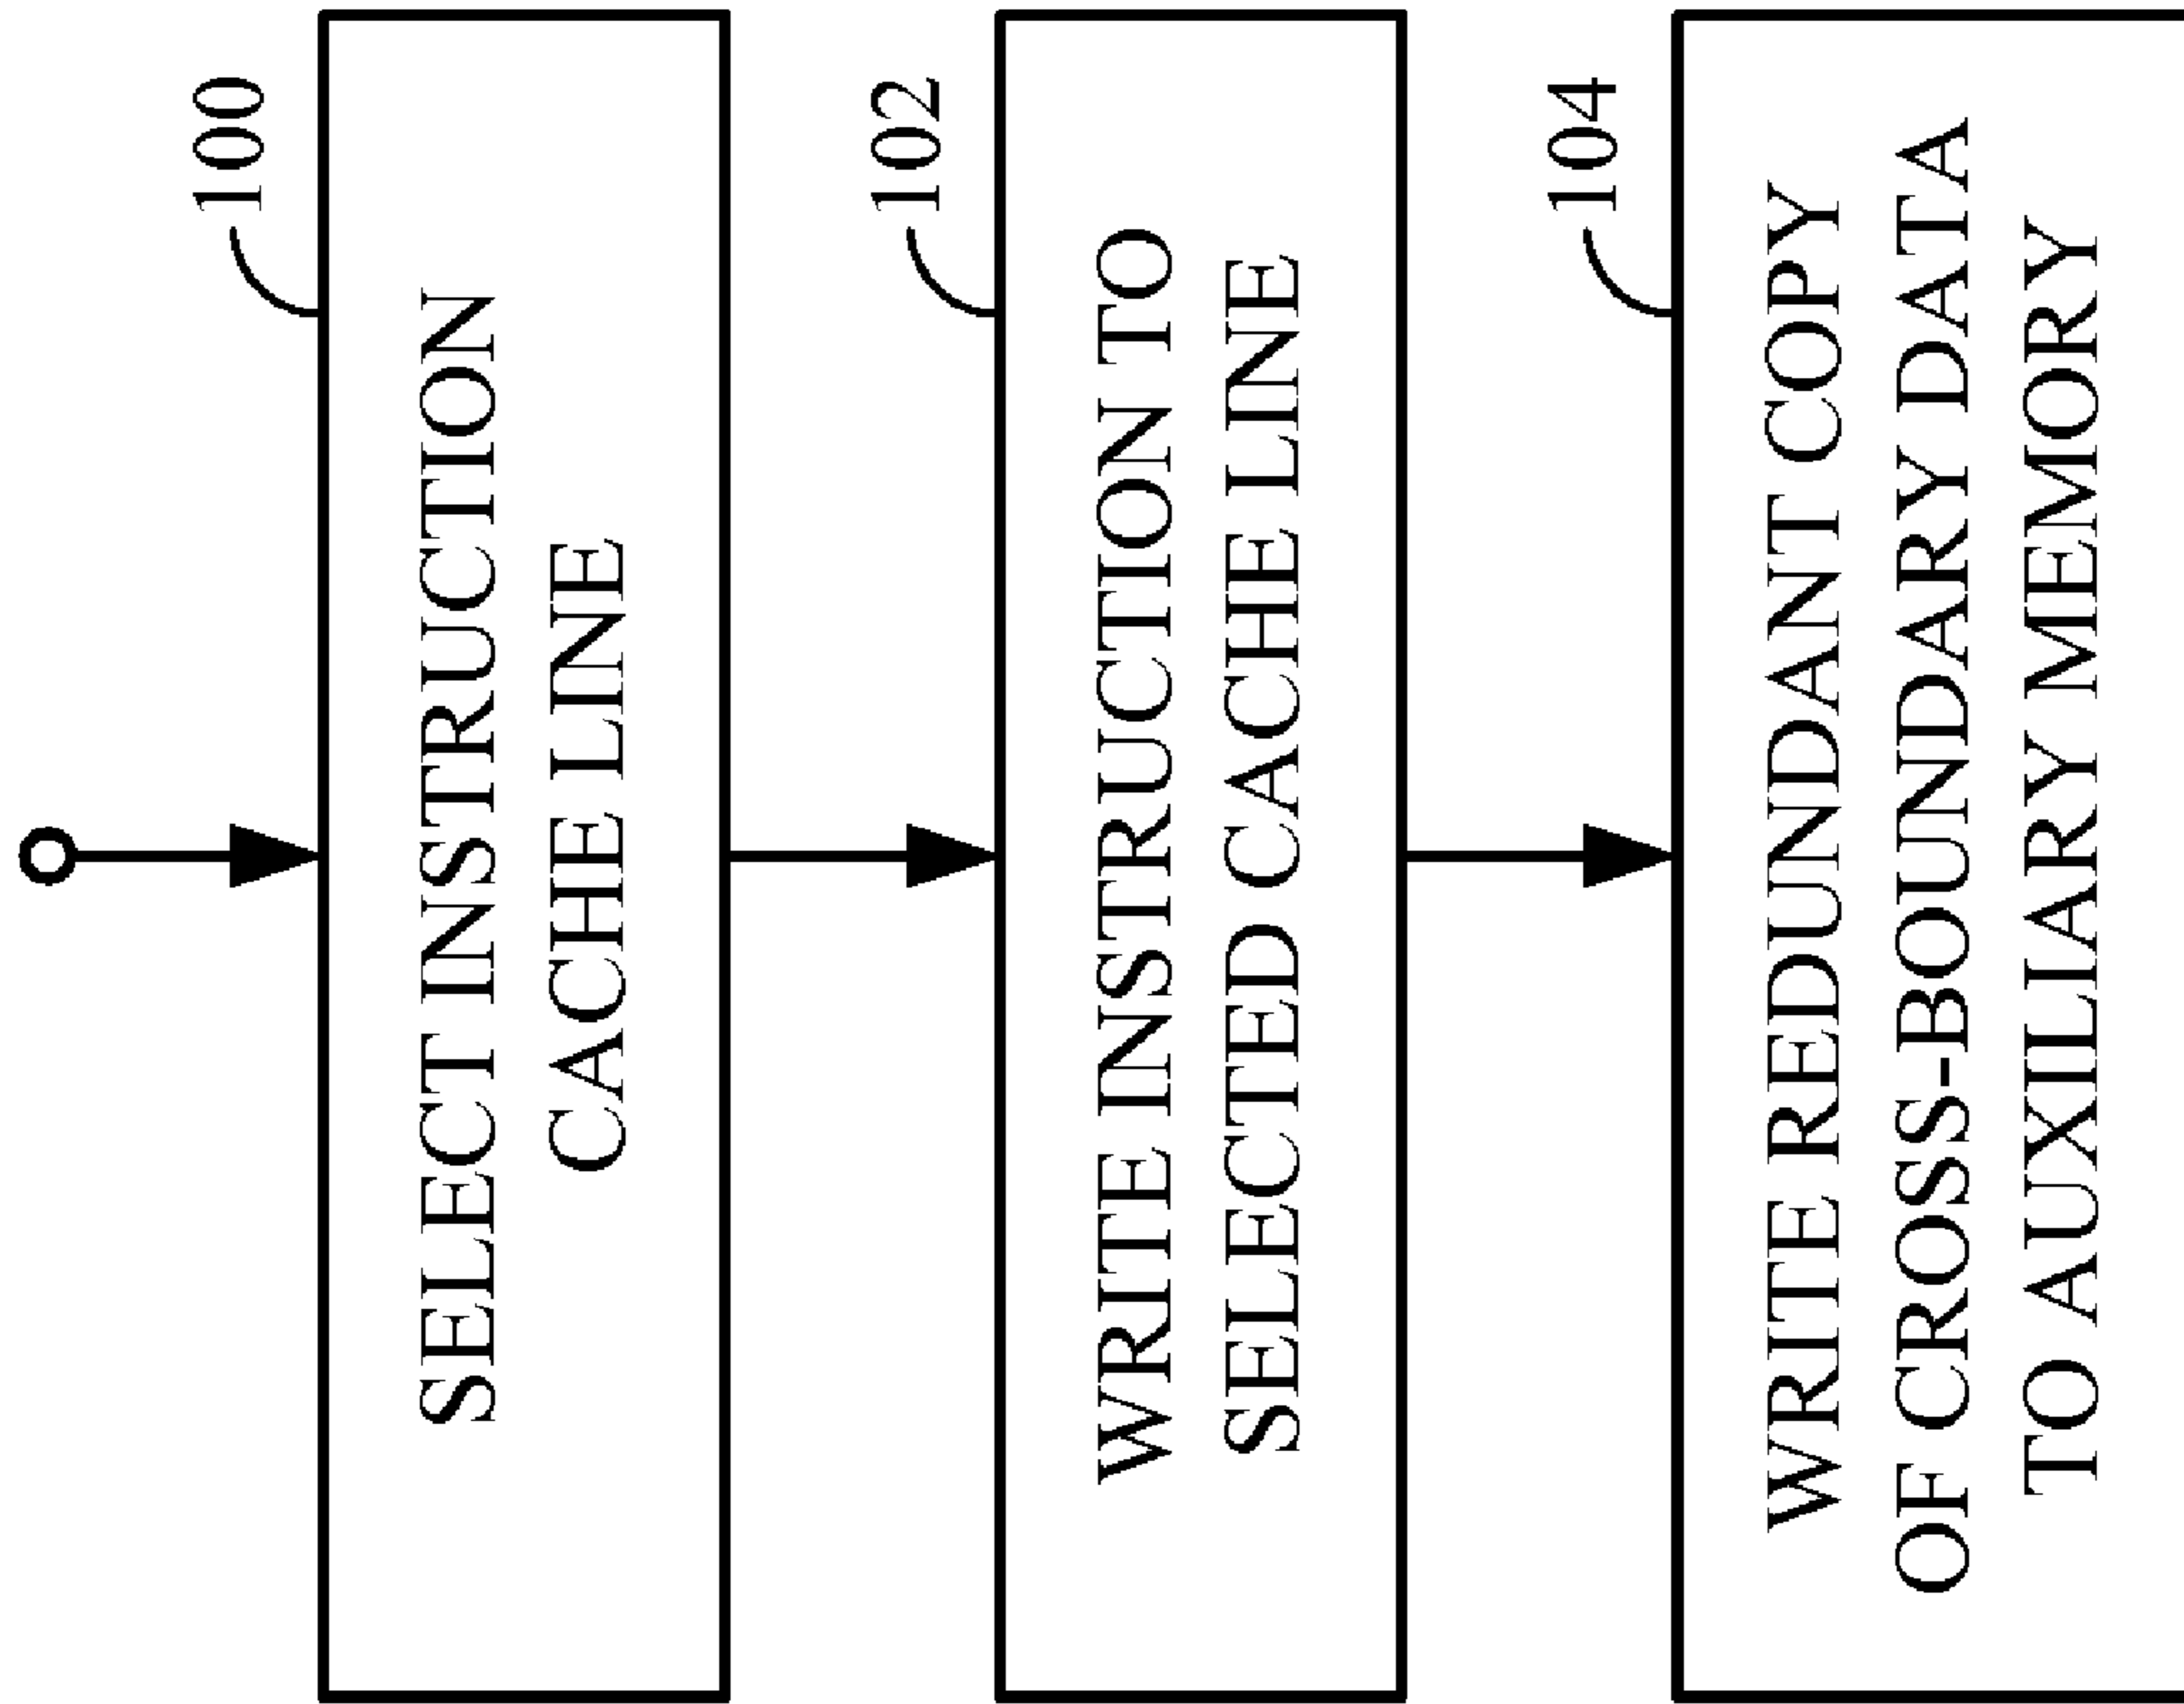 100
SELECT INSTRUCTION
CACHE LINE
102
WRITE INSTRUCTION TO
SELECTED CACHE LINE
104
WRITE REDUNDANT COPY
OF CROSS-BOUNDARY DATA
TO AUXILIARY MEMORY